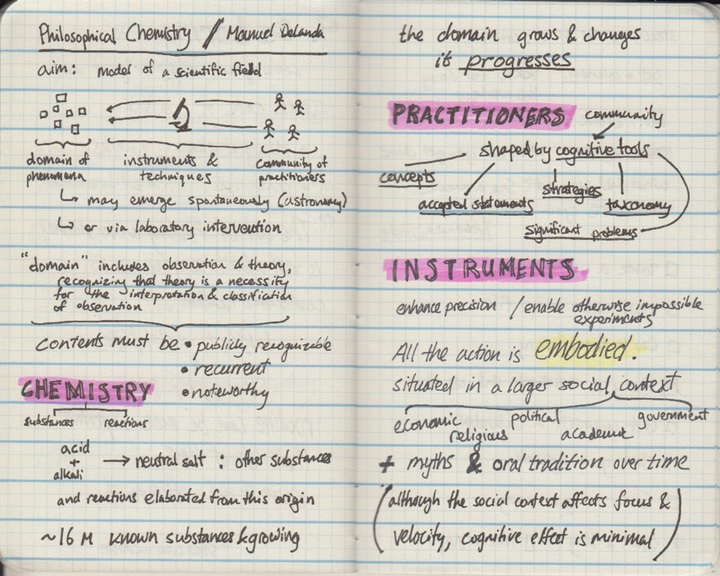 Philosophical Chemistry / Manuel DeLanda
aim: model of a scientific field
domain of phenomena
instruments & techniques
community of practitioners
↳ may emerge spontaneously (astronomy)
↳ or via laboratory intervention
"domain" includes observation & theory,
recognizing that theory is a necessity
for the interpretation & classification
of observation
contents must be • publicly recognizable
• recurrent
• noteworthy
CHEMISTRY
substances reactions
acid + alkali → neutral salt : other substances
and reactions elaborated from this origin
~16 M known substances & growing
the domain grows & changes
it progresses
PRACTITIONERS community
shaped by cognitive tools
concepts
strategies
accepted statements
taxonomy
significant problems
INSTRUMENTS
enhance precision / enable otherwise impossible
experiments
All the action is embodied.
situated in a larger social context
economic political government
religious academic
+ myths & oral tradition over time
(although the social context affects focus &
velocity, cognitive effect is minimal)